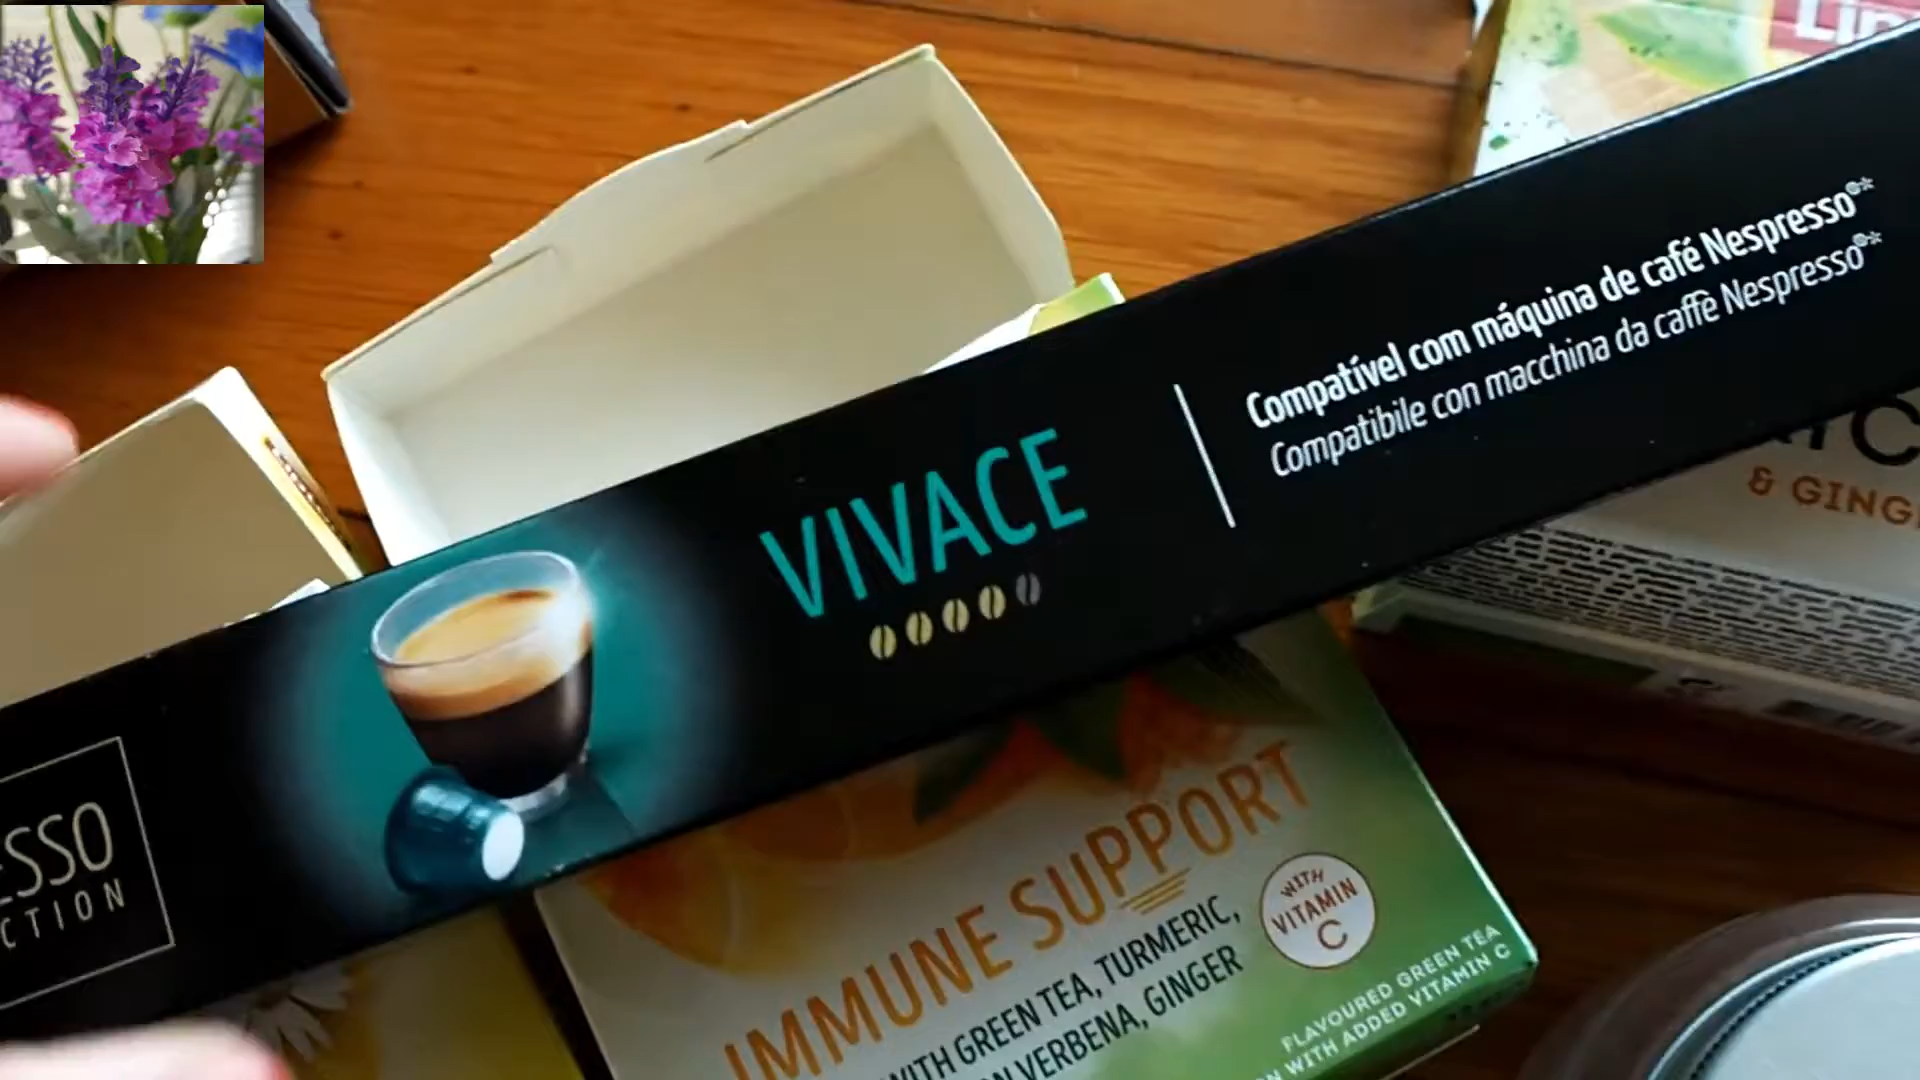 VIVACE
Compatível com máquina de café Nespresso®*
Compatibile con macchina da caffè Nespresso®*
& GING
IMMUNE SUPPORT
WITH GREEN TEA, TURMERIC,
VERBENA, GINGER
WITH
VITAMIN
C
FLAVOURED GREEN TEA
WITH ADDED VITAMIN C
ESSO
CTION